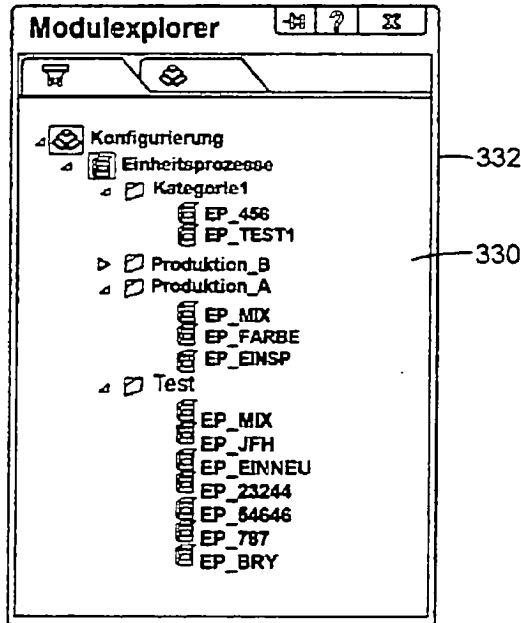 Modulexplorer ?
Konfigurierung
Einheitsprozesse
332
Kategorie1
EP_456
EP_TEST1
330
Produktion_B
Produktion_A
EP_MIX
EP_FARBE
EP_EINSP
Test
EP_MIX
EP_JFH
EP_EINNEU
EP_23244
EP_54646
EP_787
EP_BRY